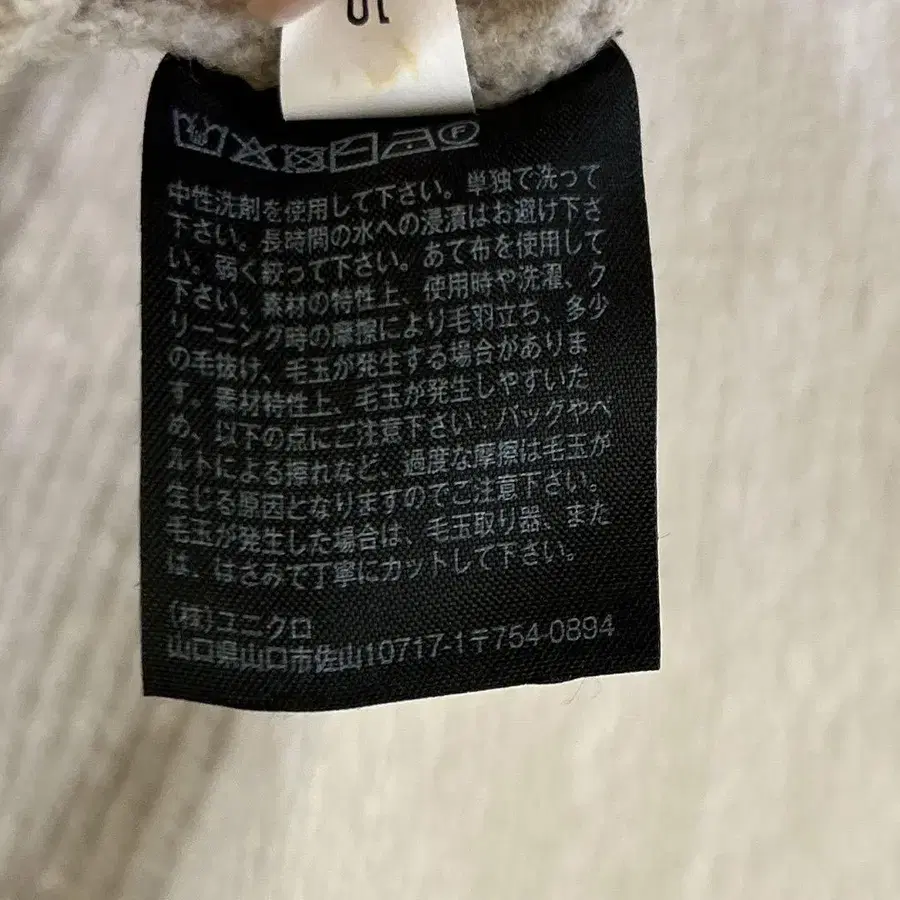 10
中性洗剤を使用して下さい。単独で洗って
下さい。長時間の水への浸漬はお避け下さ
い。弱く絞って下さい。あて布を使用して
下さい。素材の特性上、使用時や洗濯、ク
リーニング時の摩擦により毛羽立ち、多少
の毛抜け、毛玉が発生する場合がありま
す。素材特性上、毛玉が発生しやすいた
め、以下の点にご注意下さい：バックやベ
ルトによる擦れなど、過度な摩擦は毛玉が
生じる原因となりますのでご注意下さい。
毛玉が発生した場合は、毛玉取り器、また
は、はさみで丁寧にカットして下さい。
(株)ユニクロ
山口県山口市佐山10717-1〒754-0894